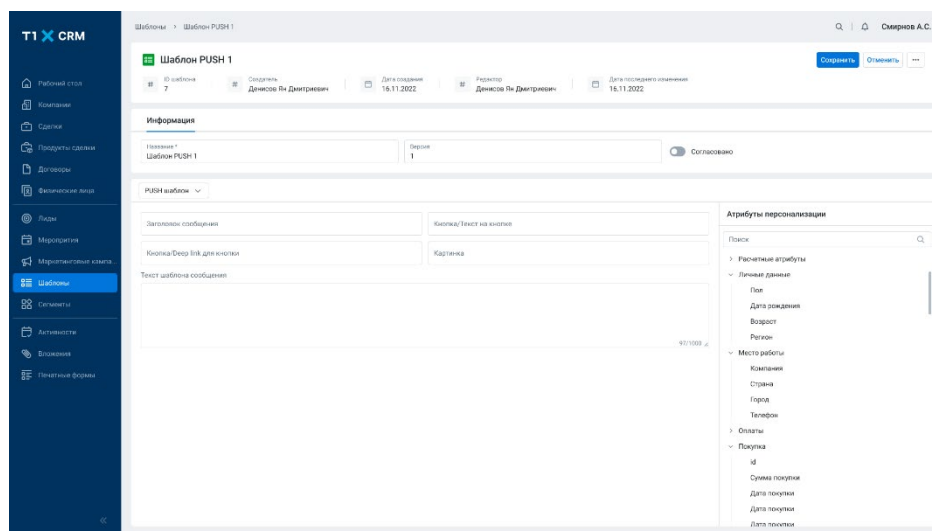 T1 X CRM
Рабочий стол
Компании
Сделки
Продукты сделки
Договоры
Физические лица
Лиды
Мероприятия
Маркетинговые кампа...
Шаблоны
Сегменты
Активности
Вложения
Печатные формы
Шаблоны > Шаблон PUSH 1
Смирнов А.С.
Шаблон PUSH 1
Сохранить Отменить ...
ID шаблона
# 7
Создатель
# Денисов Ян Дмитриевич
Дата создания
16.11.2022
Редактор
# Денисов Ян Дмитриевич
Дата последнего изменения
16.11.2022
Информация
Название *
Шаблон PUSH 1
Версия
1
Согласовано
PUSH шаблон
Заголовок сообщения
Кнопка/Текст на кнопке
Кнопка/Deep link для кнопки
Картинка
Текст шаблона сообщения
97/1000
Атрибуты персонализации
Поиск
Расчетные атрибуты
Личные данные
Пол
Дата рождения
Возраст
Регион
Место работы
Компания
Страна
Город
Телефон
Оплаты
Покупка
id
Сумма покупки
Дата покупки
Дата покупки
Дата покупки